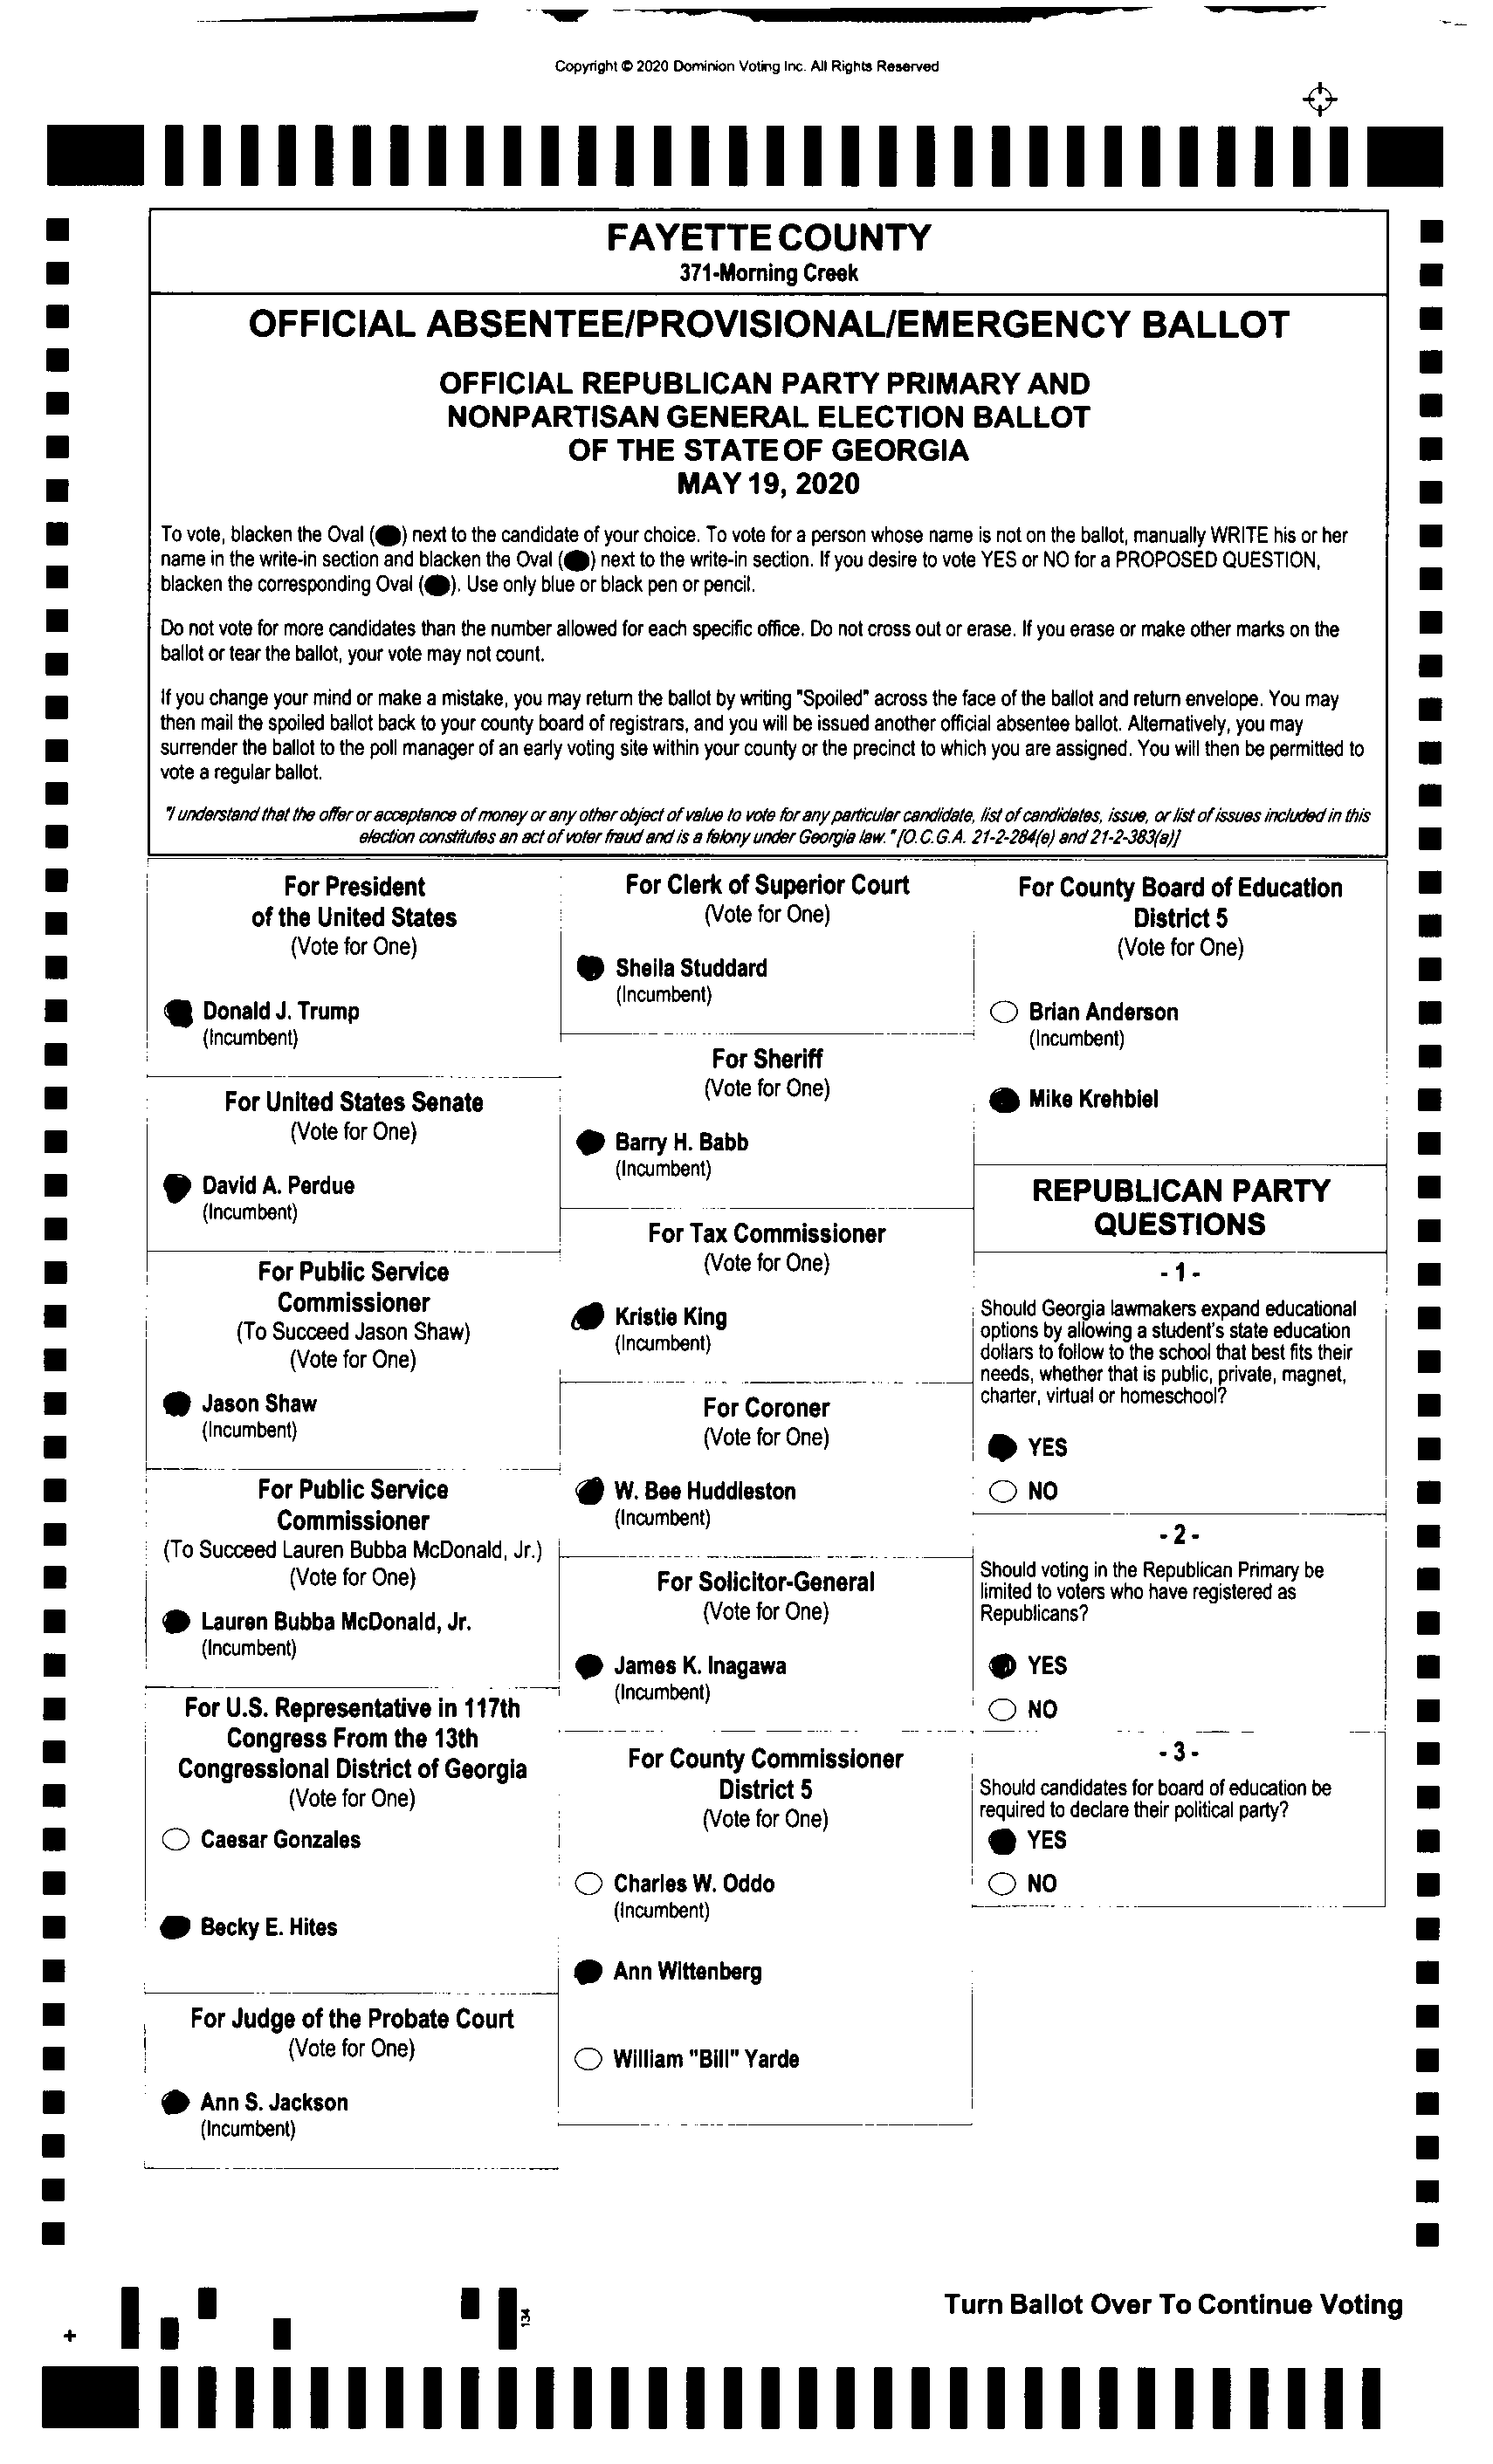 Copyright © 2020 Dominion Voting Inc. All Rights Reserved
FAYETTE COUNTY
371-Morning Creek
OFFICIAL ABSENTEE/PROVISIONAL/EMERGENCY BALLOT
OFFICIAL REPUBLICAN PARTY PRIMARY AND
NONPARTISAN GENERAL ELECTION BALLOT
OF THE STATE OF GEORGIA
MAY 19, 2020
To vote, blacken the Oval (⬬) next to the candidate of your choice. To vote for a person whose name is not on the ballot, manually WRITE his or her
name in the write-in section and blacken the Oval (⬬) next to the write-in section. If you desire to vote YES or NO for a PROPOSED QUESTION,
blacken the corresponding Oval (⬬). Use only blue or black pen or pencil.
Do not vote for more candidates than the number allowed for each specific office. Do not cross out or erase. If you erase or make other marks on the
ballot or tear the ballot, your vote may not count.
If you change your mind or make a mistake, you may return the ballot by writing "Spoiled" across the face of the ballot and return envelope. You may
then mail the spoiled ballot back to your county board of registrars, and you will be issued another official absentee ballot. Alternatively, you may
surrender the ballot to the poll manager of an early voting site within your county or the precinct to which you are assigned. You will then be permitted to
vote a regular ballot.
"I understand that the offer or acceptance of money or any other object of value to vote for any particular candidate, list of candidates, issue, or list of issues included in this
election constitutes an act of voter fraud and is a felony under Georgia law." [O.C.G.A. 21-2-284(e) and 21-2-383(a)]
For President
of the United States
(Vote for One)
Donald J. Trump
(Incumbent)
For United States Senate
(Vote for One)
David A. Perdue
(Incumbent)
For Public Service
Commissioner
(To Succeed Jason Shaw)
(Vote for One)
Jason Shaw
(Incumbent)
For Public Service
Commissioner
(To Succeed Lauren Bubba McDonald, Jr.)
(Vote for One)
Lauren Bubba McDonald, Jr.
(Incumbent)
For U.S. Representative in 117th
Congress From the 13th
Congressional District of Georgia
(Vote for One)
Caesar Gonzales
Becky E. Hites
For Judge of the Probate Court
(Vote for One)
Ann S. Jackson
(Incumbent)
For Clerk of Superior Court
(Vote for One)
Sheila Studdard
(Incumbent)
For Sheriff
(Vote for One)
Barry H. Babb
(Incumbent)
For Tax Commissioner
(Vote for One)
Kristie King
(Incumbent)
For Coroner
(Vote for One)
W. Bee Huddleston
(Incumbent)
For Solicitor-General
(Vote for One)
James K. Inagawa
(Incumbent)
For County Commissioner
District 5
(Vote for One)
Charles W. Oddo
(Incumbent)
Ann Wittenberg
William "Bill" Yarde
For County Board of Education
District 5
(Vote for One)
Brian Anderson
(Incumbent)
Mike Krehbiel
REPUBLICAN PARTY
QUESTIONS
- 1 -
Should Georgia lawmakers expand educational
options by allowing a student's state education
dollars to follow to the school that best fits their
needs, whether that is public, private, magnet,
charter, virtual or homeschool?
YES
NO
- 2 -
Should voting in the Republican Primary be
limited to voters who have registered as
Republicans?
YES
NO
- 3 -
Should candidates for board of education be
required to declare their political party?
YES
NO
134
Turn Ballot Over To Continue Voting
+